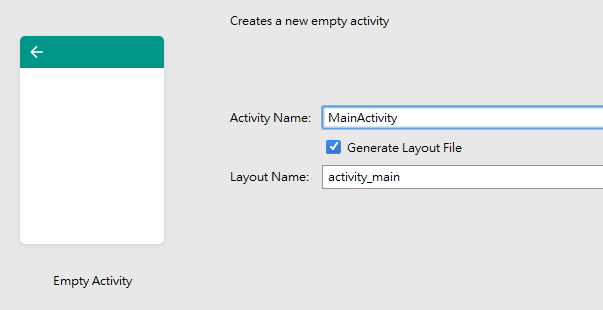 Creates a new empty activity
Activity Name: MainActivity
Generate Layout File
Layout Name: activity_main
Empty Activity